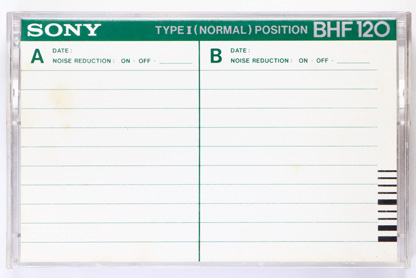 SONY TYPE I (NORMAL) POSITION BHF 120
A DATE:
NOISE REDUCTION: ON · OFF ·
B DATE:
NOISE REDUCTION: ON · OFF ·